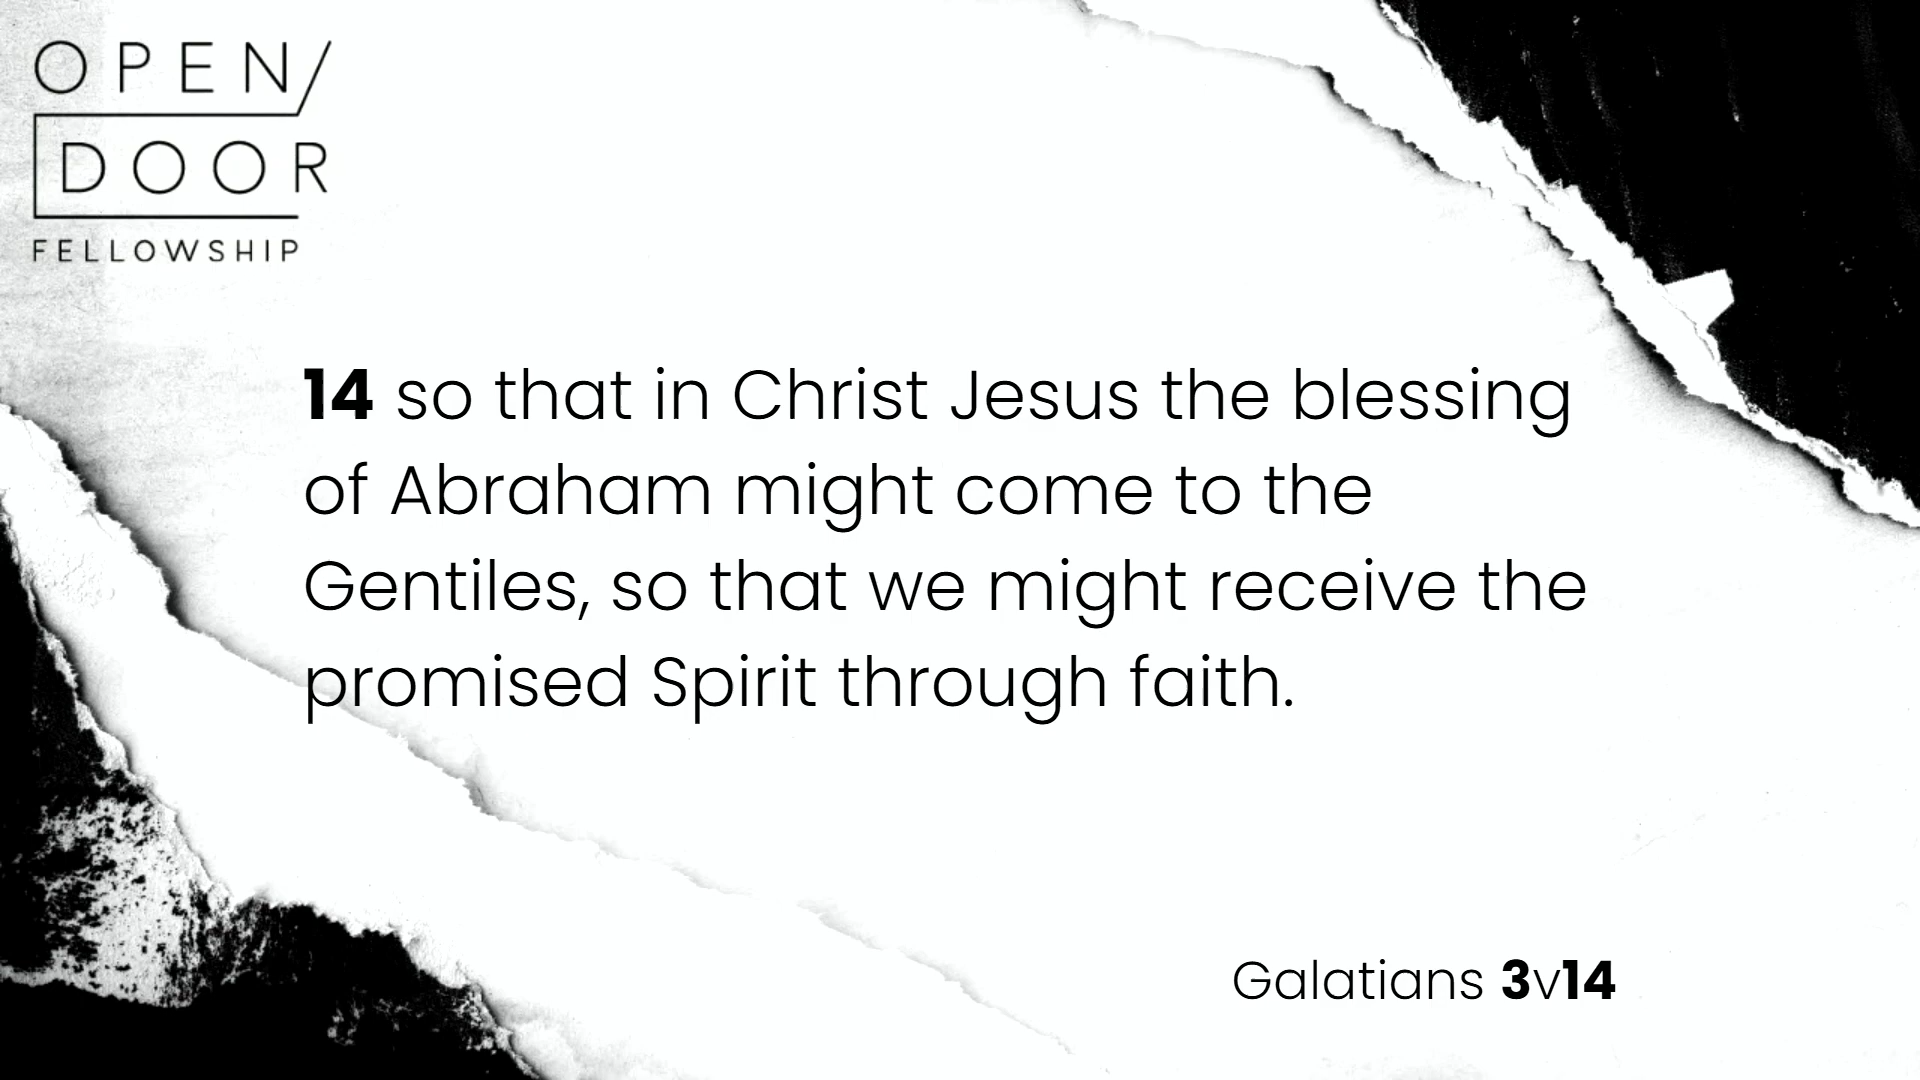 OPEN/
DOOR
FELLOWSHIP
14 so that in Christ Jesus the blessing
of Abraham might come to the
Gentiles, so that we might receive the
promised Spirit through faith.
Galatians 3v14